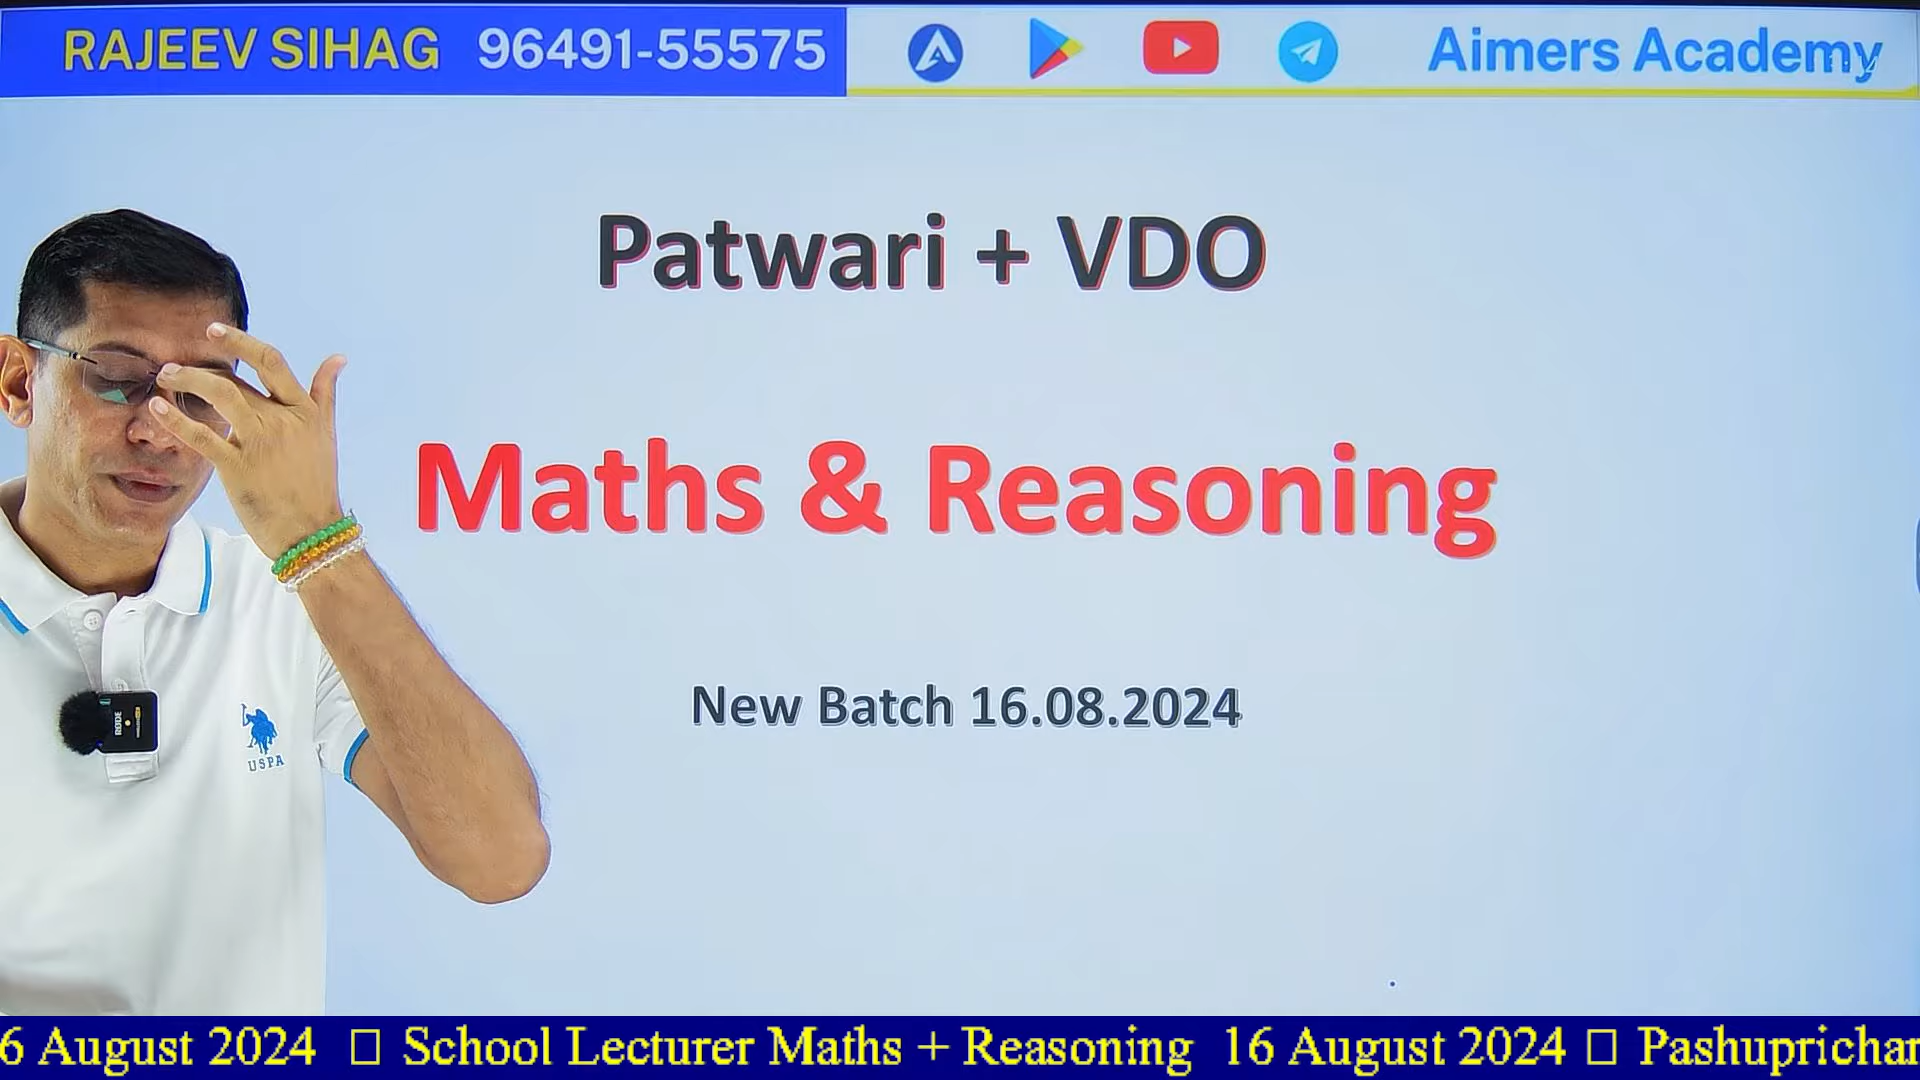 RAJEEV SIHAG 96491-55575 Aimers Academy
Patwari + VDO
Maths & Reasoning
New Batch 16.08.2024
RODE
USPA
6 August 2024 School Lecturer Maths + Reasoning 16 August 2024 Pashuprichar